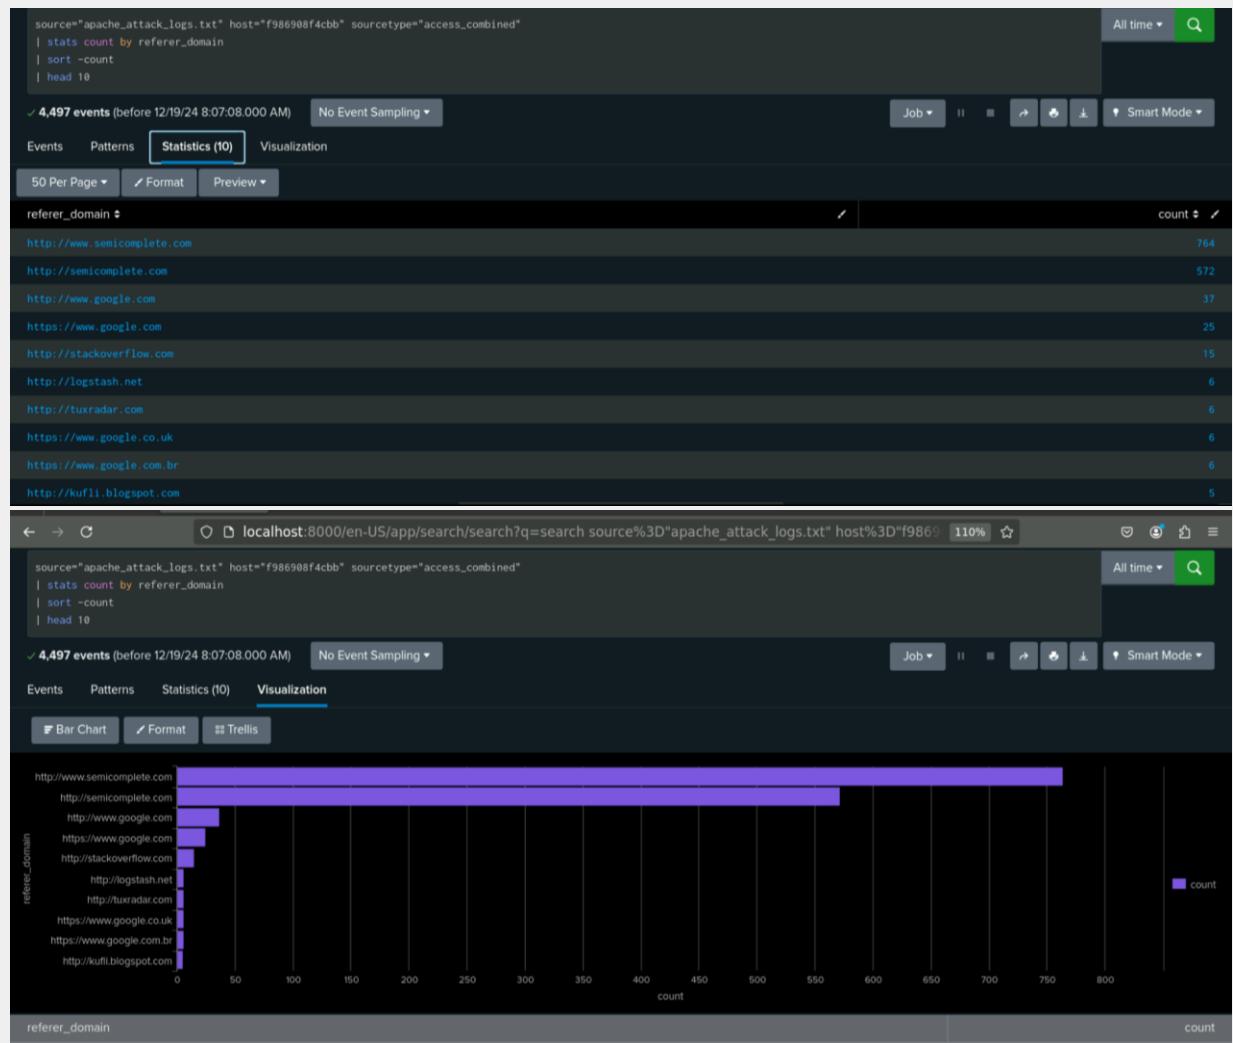 source="apache_attack_logs.txt" host="f986908f4cbb" sourcetype="access_combined"
| stats count by referer_domain
| sort -count
| head 10
All time
4,497 events (before 12/19/24 8:07:08.000 AM)
No Event Sampling
Job
Smart Mode
Events Patterns Statistics (10) Visualization
50 Per Page Format Preview
referer_domain count
http://www.semicomplete.com 764
http://semicomplete.com 572
http://www.google.com 37
https://www.google.com 25
http://stackoverflow.com 15
http://logstash.net 6
http://tuxradar.com 6
https://www.google.co.uk 6
https://www.google.com.br 6
http://kufli.blogspot.com 5
localhost:8000/en-US/app/search/search?q=search source%3D"apache_attack_logs.txt" host%3D"f9869 110%
source="apache_attack_logs.txt" host="f986908f4cbb" sourcetype="access_combined"
| stats count by referer_domain
| sort -count
| head 10
All time
4,497 events (before 12/19/24 8:07:08.000 AM)
No Event Sampling
Job
Smart Mode
Events Patterns Statistics (10) Visualization
Bar Chart Format Trellis
referer_domain
http://www.semicomplete.com
http://semicomplete.com
http://www.google.com
https://www.google.com
http://stackoverflow.com
http://logstash.net
http://tuxradar.com
https://www.google.co.uk
https://www.google.com.br
http://kufli.blogspot.com
count
0 50 100 150 200 250 300 350 400 450 500 550 600 650 700 750 800
count
referer_domain count